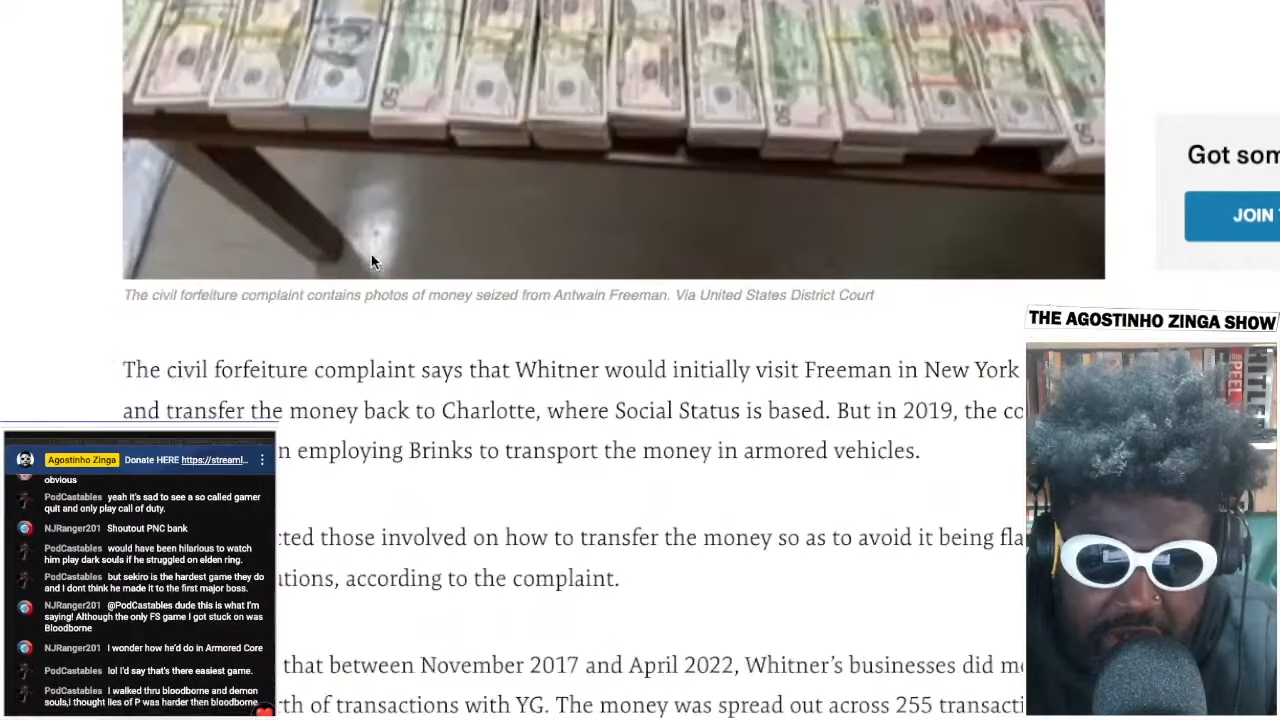 Got som
JOIN
The civil forfeiture complaint contains photos of money seized from Antwain Freeman. Via United States District Court
THE AGOSTINHO ZINGA SHOW
The civil forfeiture complaint says that Whitner would initially visit Freeman in New York
and transfer the money back to Charlotte, where Social Status is based. But in 2019, the co
n employing Brinks to transport the money in armored vehicles.
cted those involved on how to transfer the money so as to avoid it being fla
utions, according to the complaint.
that between November 2017 and April 2022, Whitner’s businesses did m
rth of transactions with YG. The money was spread out across 255 transacti
Agostinho Zinga Donate HERE https://streaml...
obvious
PodCastables yeah it's sad to see a so called gamer
quit and only play call of duty.
NJRanger201 Shoutout PNC bank
PodCastables would have been hilarious to watch
him play dark souls if he struggled on elden ring.
PodCastables but sekiro is the hardest game they do
and I dont think he made it to the first major boss.
NJRanger201 @PodCastables dude this is what I'm
saying! Although the only FS game I got stuck on was
Bloodborne
NJRanger201 I wonder how he'd do in Armored Core
PodCastables lol I'd say that's there easiest game.
PodCastables I walked thru bloodborne and demon
souls,I thought lies of P was harder then bloodborne